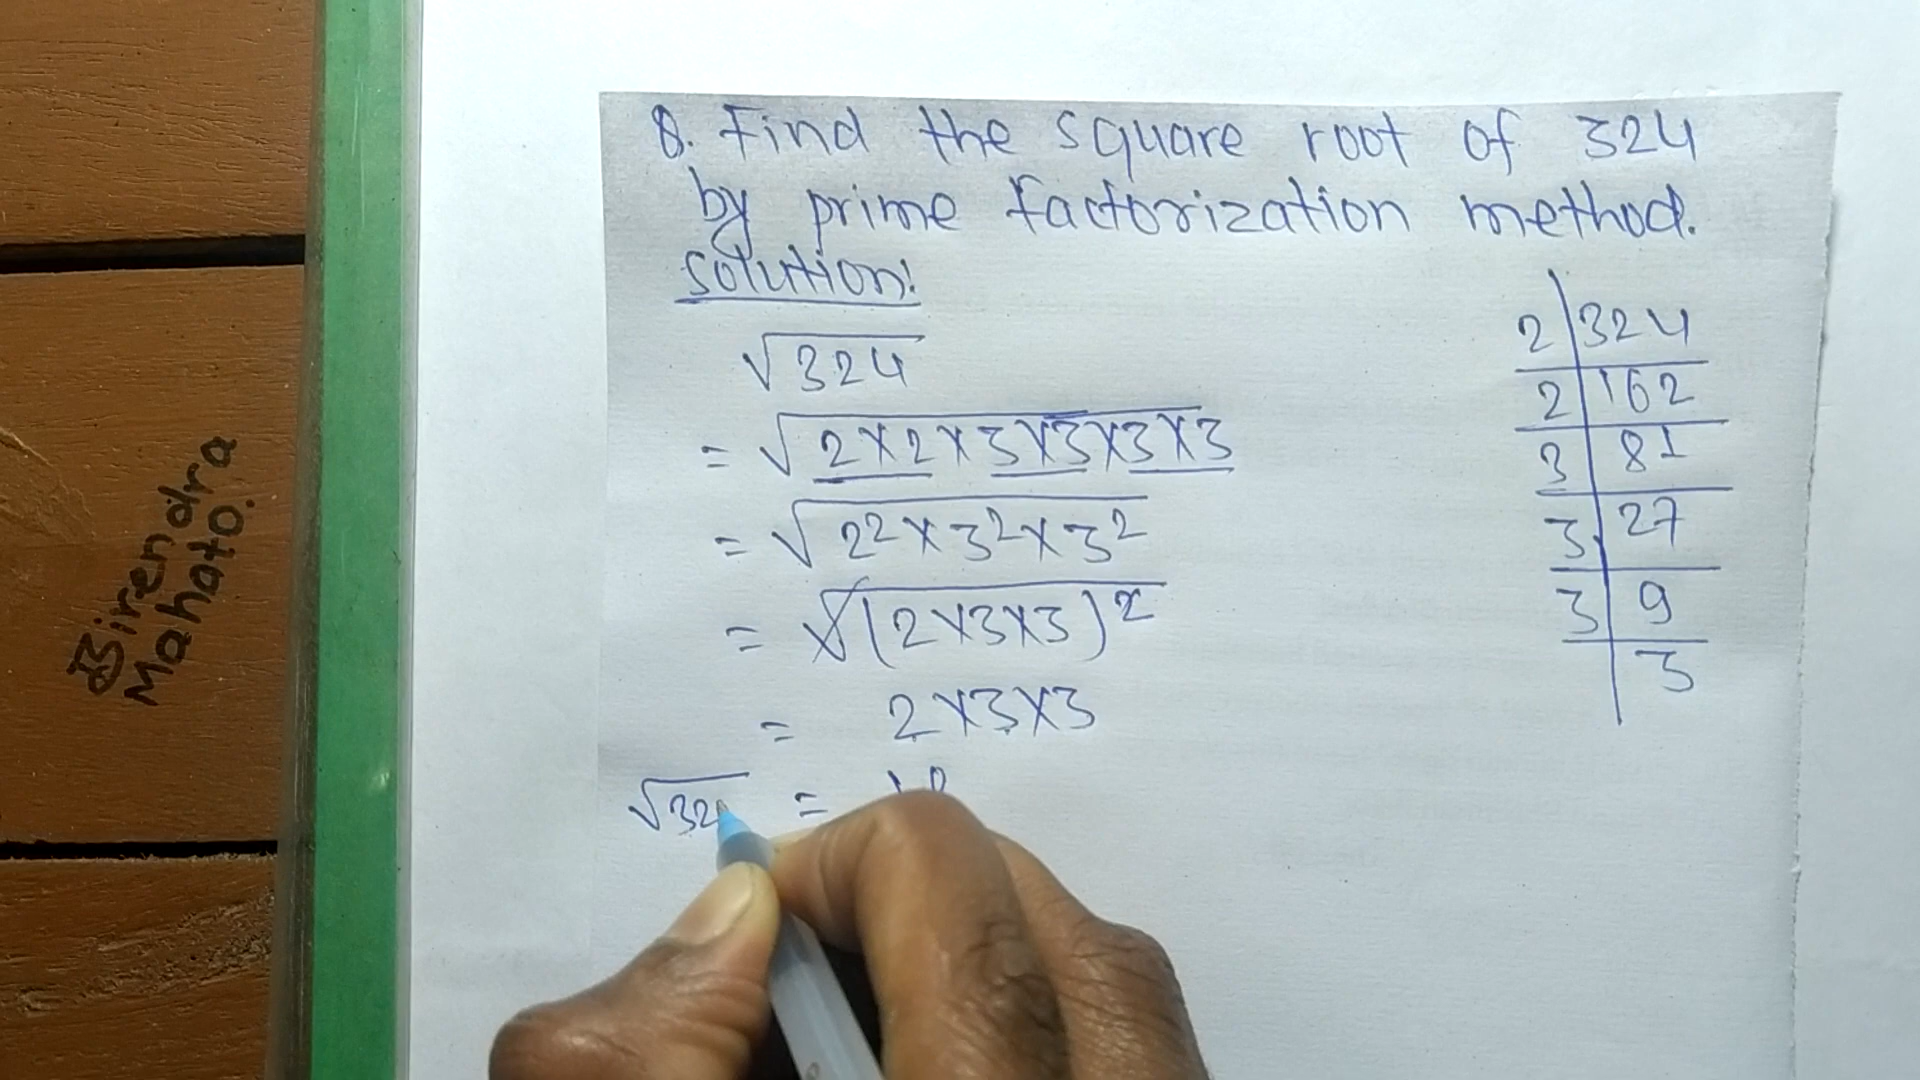 Q. Find the square root of 324
by prime factorization method.
solution:
√324
= √2×2×3×3×3×3
= √2²×3²×3²
= √(2×3×3)²
= 2×3×3
√32 = 18
2 | 324
2 | 162
3 | 81
3 | 27
3 | 9
3
Birendra
Mahato.